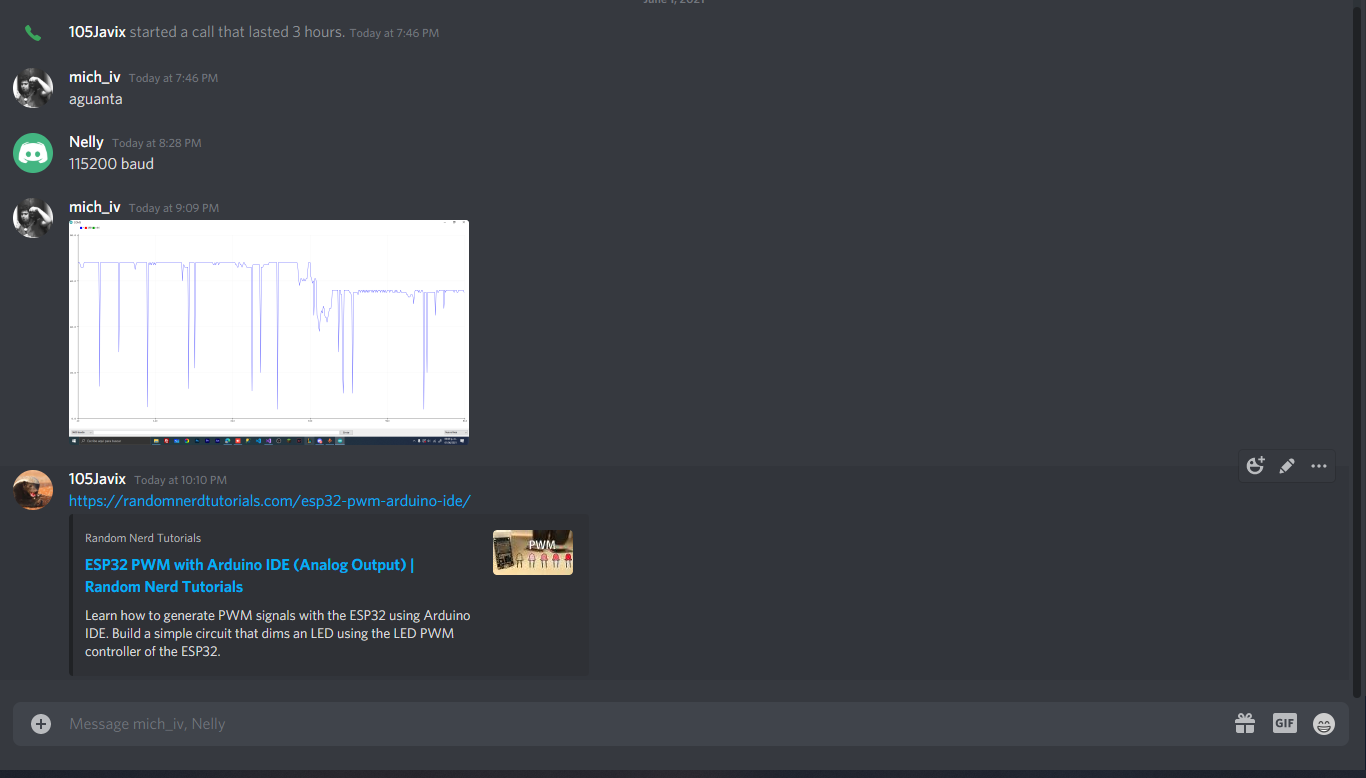 June 1, 2021
105Javix started a call that lasted 3 hours. Today at 7:46 PM
mich_iv Today at 7:46 PM
aguanta
Nelly Today at 8:28 PM
115200 baud
mich_iv Today at 9:09 PM
105Javix Today at 10:10 PM
https://randomnerdtutorials.com/esp32-pwm-arduino-ide/
Random Nerd Tutorials
ESP32 PWM with Arduino IDE (Analog Output) |
Random Nerd Tutorials
PWM
Learn how to generate PWM signals with the ESP32 using Arduino
IDE. Build a simple circuit that dims an LED using the LED PWM
controller of the ESP32.
Message mich_iv, Nelly
GIF